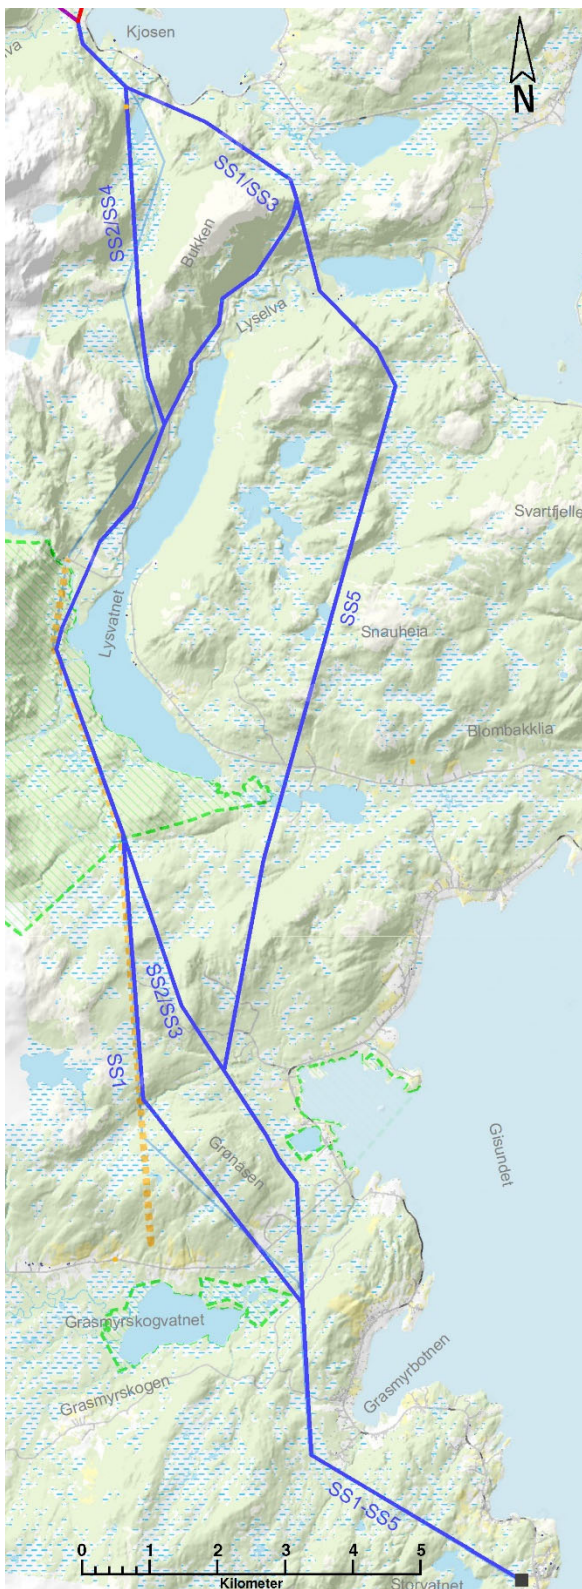 Kjosen
N
SS1/SS3
SS2/SS4
Bukken
Lyselva
Svartfjelle
SS5
Snauheia
Lysvatnet
Blombakklia
SS2/SS3
SS1
Grønåsen
Gisundet
Grasmyrskogvatnet
Grasmyrbotnen
Grasmyrskogen
SS1-SS5
0 1 2 3 4 5
Kilometer
Storvatnet